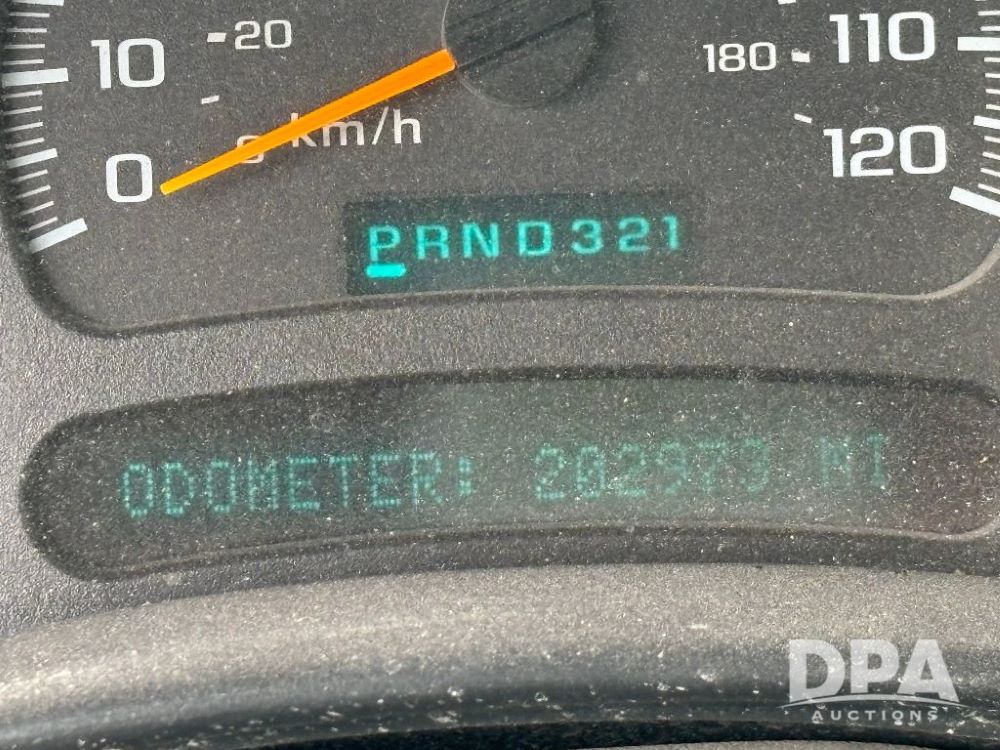 10 20 180 110
km/h
0 120
PRND321
ODOMETER: 202973 MI
DPA
AUCTIONS